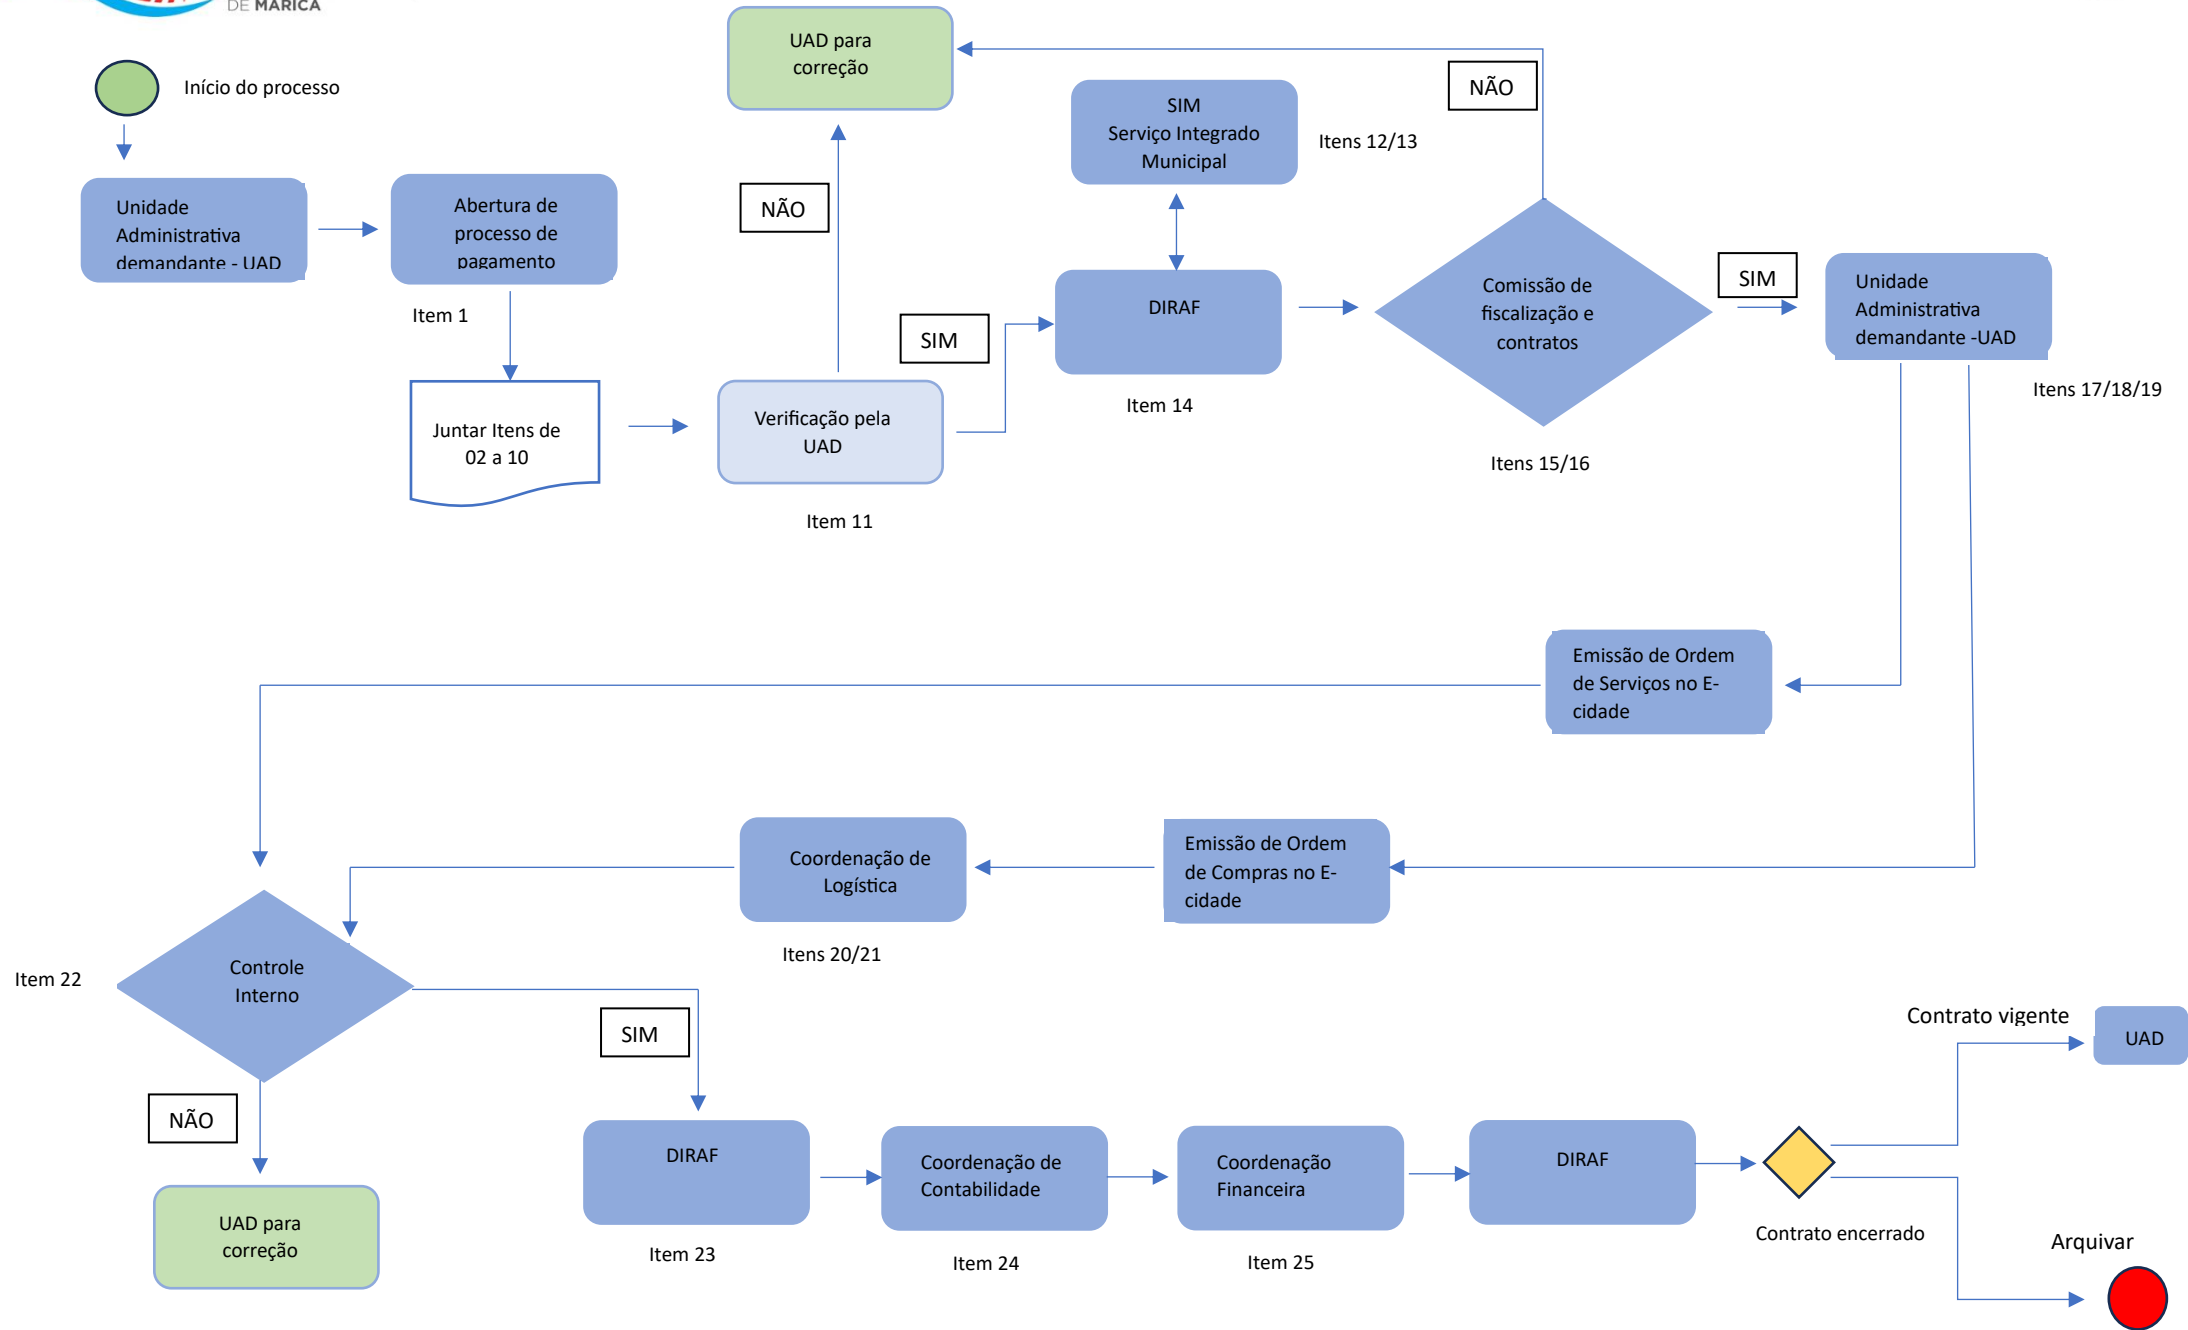 DE MARICÁ
Início do processo
Unidade
Administrativa
demandante - UAD
Abertura de
processo de
pagamento
Item 1
Juntar Itens de
02 a 10
UAD para
correção
NÃO
Verificação pela
UAD
Item 11
SIM
SIM
Serviço Integrado
Municipal
Itens 12/13
DIRAF
Item 14
NÃO
Comissão de
fiscalização e
contratos
Itens 15/16
SIM
Unidade
Administrativa
demandante -UAD
Itens 17/18/19
Emissão de Ordem
de Serviços no E-
cidade
Emissão de Ordem
de Compras no E-
cidade
Coordenação de
Logística
Itens 20/21
Controle
Interno
Item 22
NÃO
UAD para
correção
SIM
DIRAF
Item 23
Coordenação de
Contabilidade
Item 24
Coordenação
Financeira
Item 25
DIRAF
Contrato vigente
UAD
Contrato encerrado
Arquivar